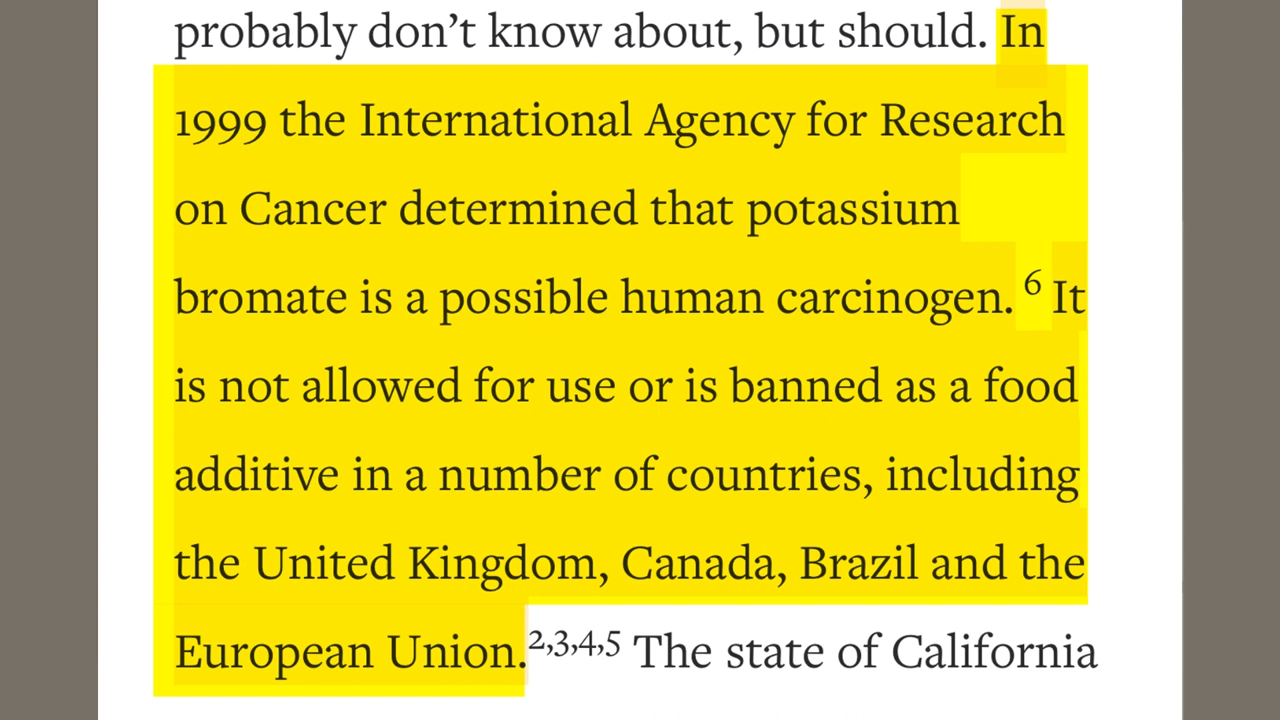 probably don’t know about, but should. In
1999 the International Agency for Research
on Cancer determined that potassium
bromate is a possible human carcinogen. 6 It
is not allowed for use or is banned as a food
additive in a number of countries, including
the United Kingdom, Canada, Brazil and the
European Union.2,3,4,5 The state of California